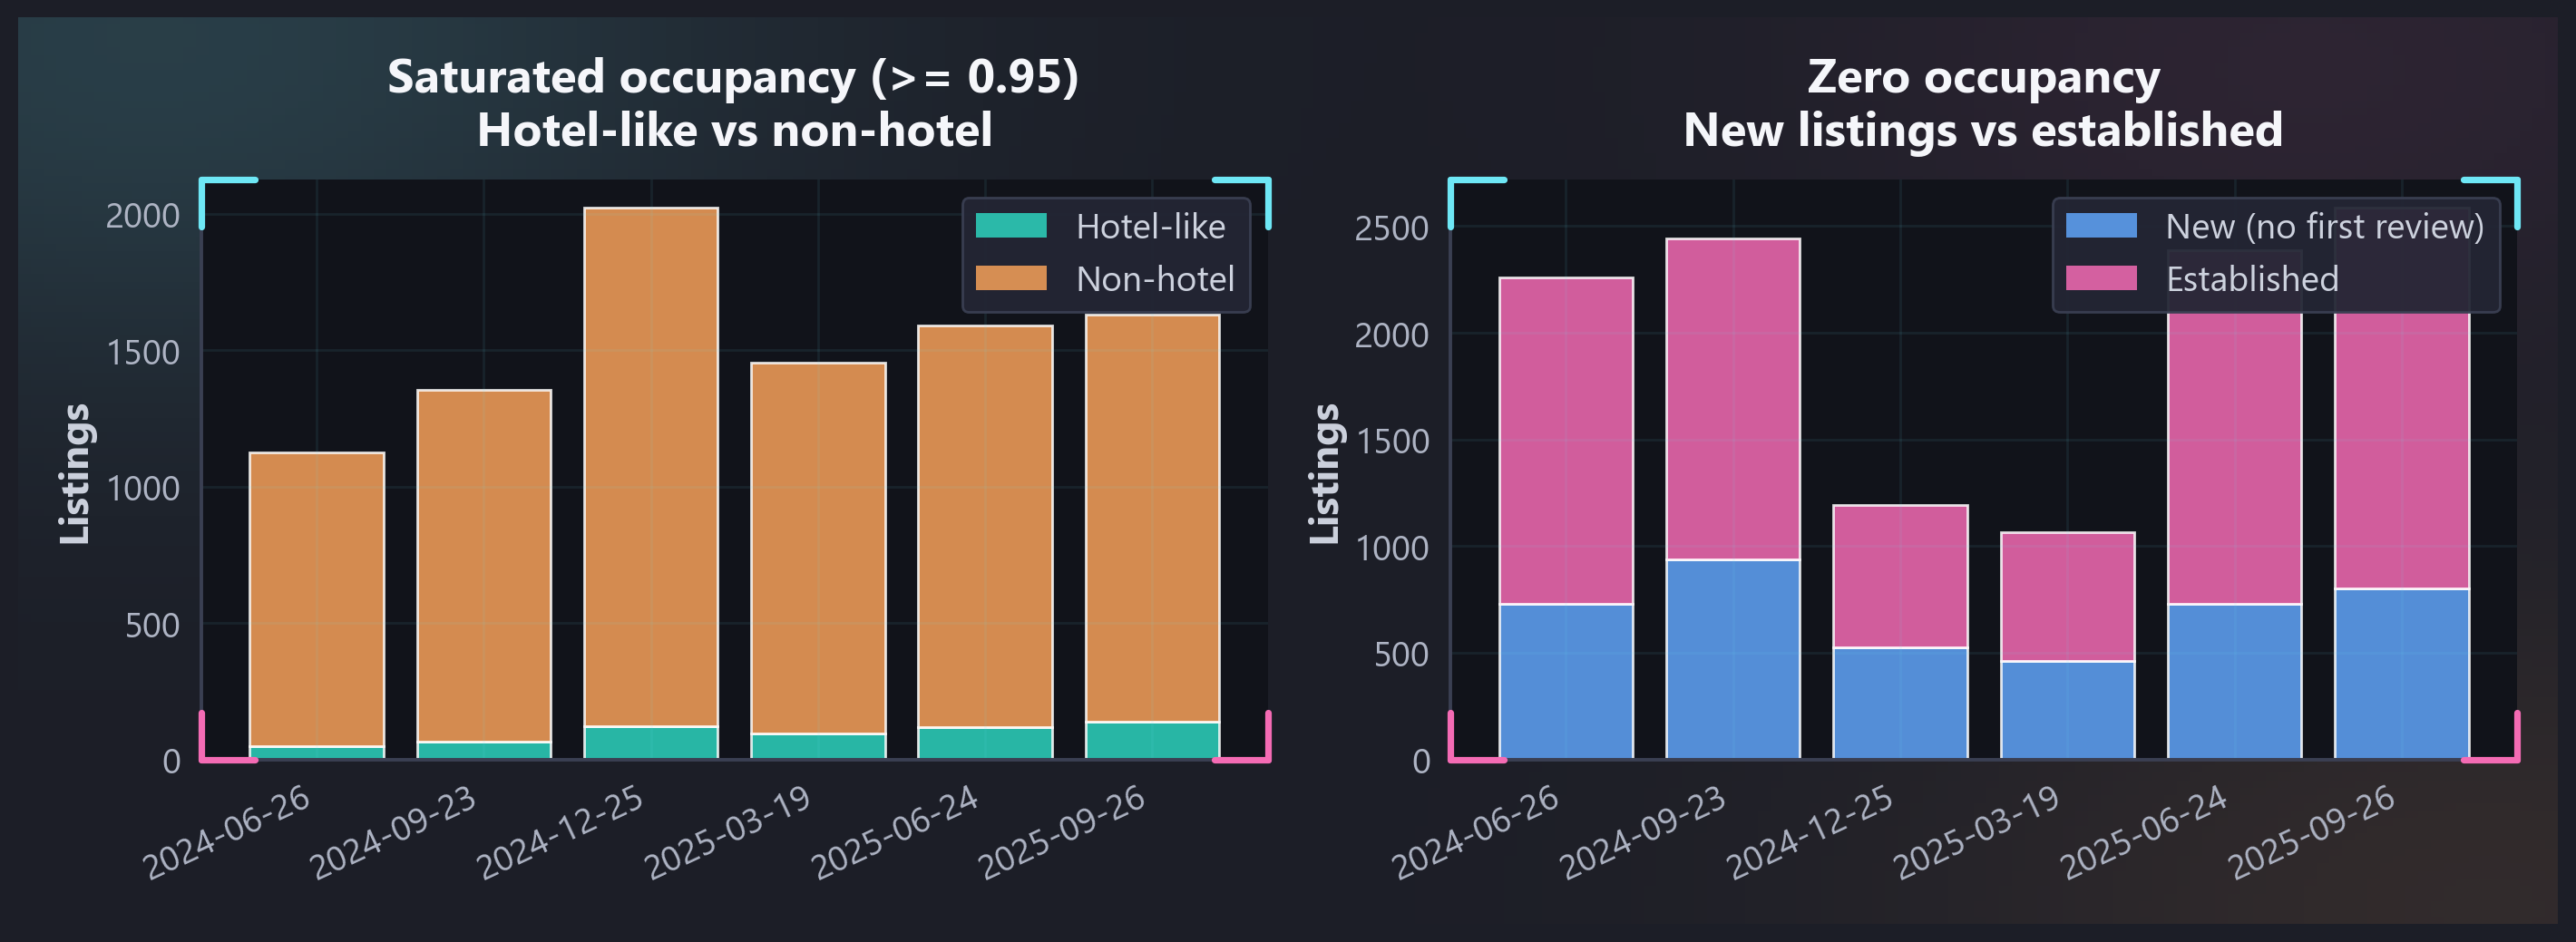 Saturated occupancy (>= 0.95)
Hotel-like vs non-hotel
Listings
2000
1500
1000
500
0
Hotel-like
Non-hotel
2024-06-26
2024-09-23
2024-12-25
2025-03-19
2025-06-24
2025-09-26
Zero occupancy
New listings vs established
Listings
2500
2000
1500
1000
500
0
New (no first review)
Established
2024-06-26
2024-09-23
2024-12-25
2025-03-19
2025-06-24
2025-09-26